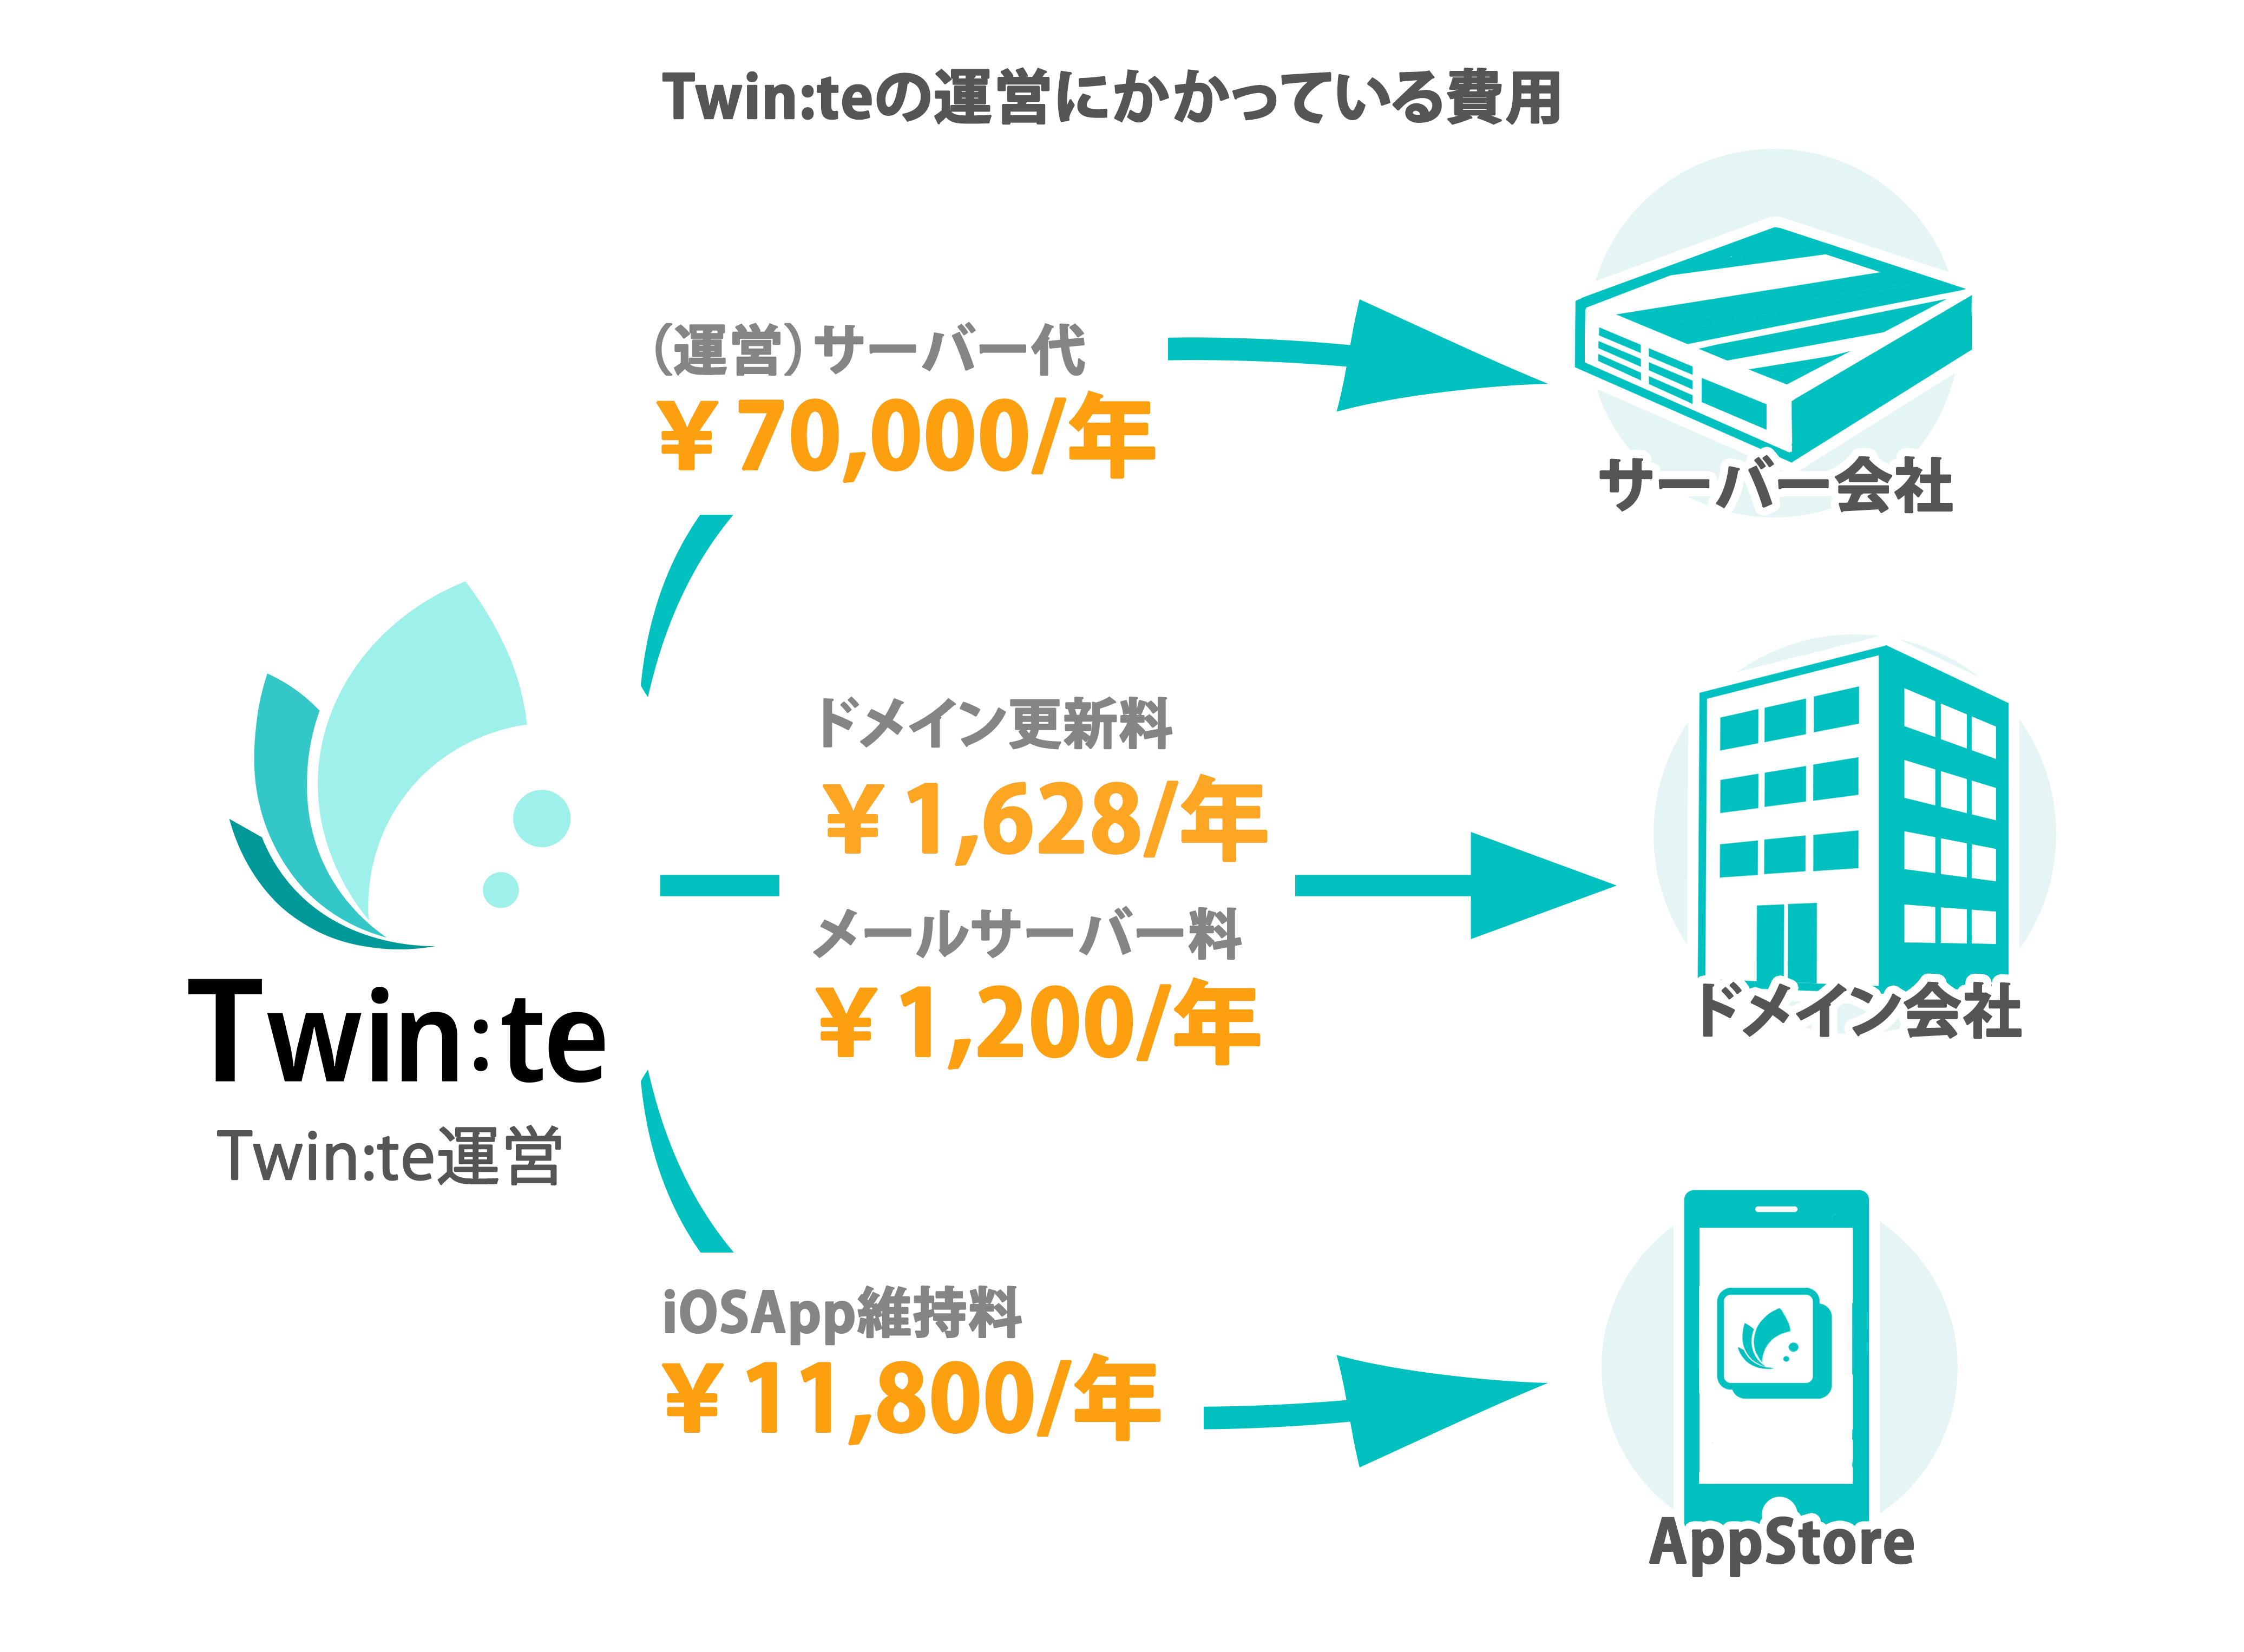 Twin:teの運営にかかっている費用
(運営) サーバー代
¥70,000/年
サーバー会社
ドメイン更新料
¥1,628/年
メールサーバー料
¥1,200/年
ドメイン会社
Twin:te
Twin:te運営
iOSApp維持料
¥11,800/年
AppStore